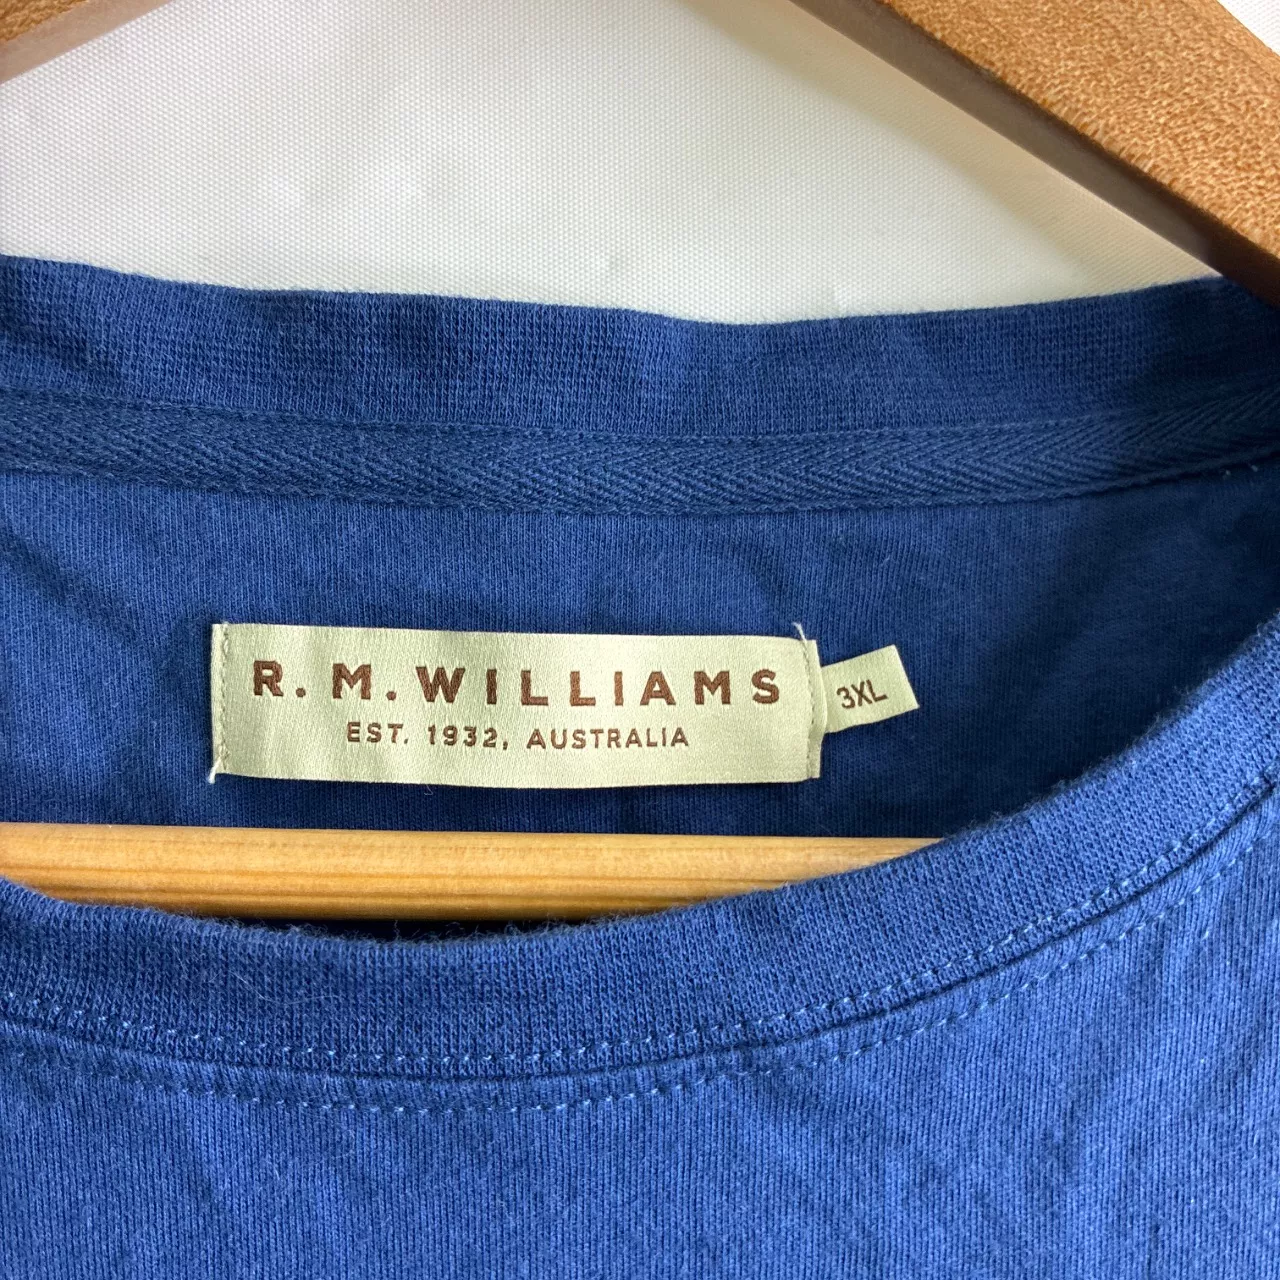 R.M.WILLIAMS
EST. 1932, AUSTRALIA
3XL